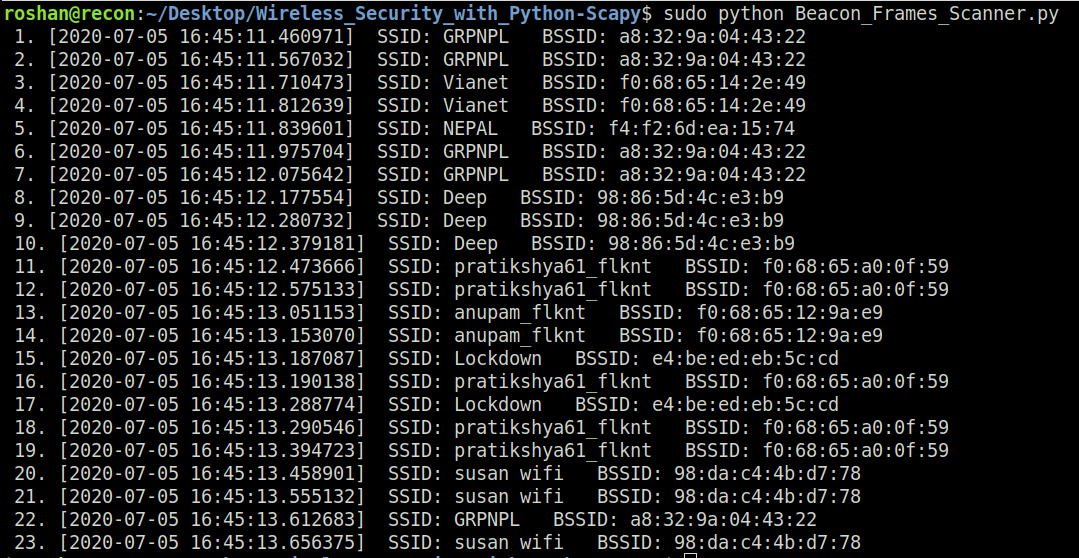 roshan@recon:~/Desktop/Wireless_Security_with_Python-Scapy$ sudo python Beacon_Frames_Scanner.py
1. [2020-07-05 16:45:11.460971] SSID: GRPNPL BSSID: a8:32:9a:04:43:22
2. [2020-07-05 16:45:11.567032] SSID: GRPNPL BSSID: a8:32:9a:04:43:22
3. [2020-07-05 16:45:11.710473] SSID: Vianet BSSID: f0:68:65:14:2e:49
4. [2020-07-05 16:45:11.812639] SSID: Vianet BSSID: f0:68:65:14:2e:49
5. [2020-07-05 16:45:11.839601] SSID: NEPAL BSSID: f4:f2:6d:ea:15:74
6. [2020-07-05 16:45:11.975704] SSID: GRPNPL BSSID: a8:32:9a:04:43:22
7. [2020-07-05 16:45:12.075642] SSID: GRPNPL BSSID: a8:32:9a:04:43:22
8. [2020-07-05 16:45:12.177554] SSID: Deep BSSID: 98:86:5d:4c:e3:b9
9. [2020-07-05 16:45:12.280732] SSID: Deep BSSID: 98:86:5d:4c:e3:b9
10. [2020-07-05 16:45:12.379181] SSID: Deep BSSID: 98:86:5d:4c:e3:b9
11. [2020-07-05 16:45:12.473666] SSID: pratikshya61_flknt BSSID: f0:68:65:a0:0f:59
12. [2020-07-05 16:45:12.575133] SSID: pratikshya61_flknt BSSID: f0:68:65:a0:0f:59
13. [2020-07-05 16:45:13.051153] SSID: anupam_flknt BSSID: f0:68:65:12:9a:e9
14. [2020-07-05 16:45:13.153070] SSID: anupam_flknt BSSID: f0:68:65:12:9a:e9
15. [2020-07-05 16:45:13.187087] SSID: Lockdown BSSID: e4:be:ed:eb:5c:cd
16. [2020-07-05 16:45:13.190138] SSID: pratikshya61_flknt BSSID: f0:68:65:a0:0f:59
17. [2020-07-05 16:45:13.288774] SSID: Lockdown BSSID: e4:be:ed:eb:5c:cd
18. [2020-07-05 16:45:13.290546] SSID: pratikshya61_flknt BSSID: f0:68:65:a0:0f:59
19. [2020-07-05 16:45:13.394723] SSID: pratikshya61_flknt BSSID: f0:68:65:a0:0f:59
20. [2020-07-05 16:45:13.458901] SSID: susan wifi BSSID: 98:da:c4:4b:d7:78
21. [2020-07-05 16:45:13.555132] SSID: susan wifi BSSID: 98:da:c4:4b:d7:78
22. [2020-07-05 16:45:13.612683] SSID: GRPNPL BSSID: a8:32:9a:04:43:22
23. [2020-07-05 16:45:13.656375] SSID: susan wifi BSSID: 98:da:c4:4b:d7:78